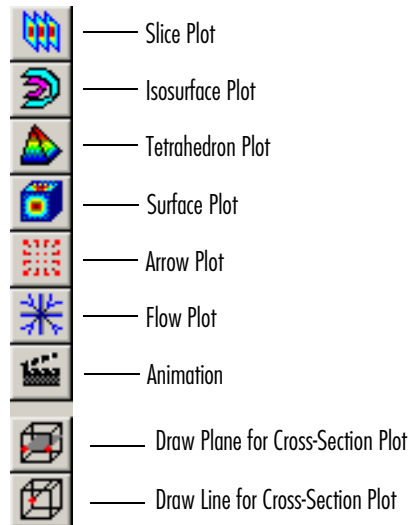 Slice Plot
Isosurface Plot
Tetrahedron Plot
Surface Plot
Arrow Plot
Flow Plot
Animation
Draw Plane for Cross-Section Plot
Draw Line for Cross-Section Plot